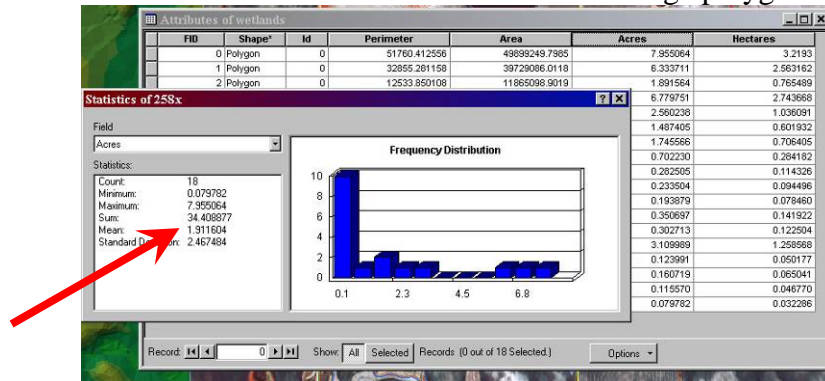 Attributes of wetlands
FID Shape* Id Perimeter Area Acres Hectares
0 Polygon 0 51760.412556 49899249.7985 7.955064 3.2193
1 Polygon 0 32855.281158 39729086.0118 6.333711 2.563162
2 Polygon 0 12533.850108 11865098.9019 1.891564 0.765489
6.779751 2.743668
2.560238 1.036091
1.487405 0.601932
1.745566 0.706405
0.702230 0.284182
0.282505 0.114326
0.233504 0.094496
0.193879 0.078460
0.350697 0.141922
0.302713 0.122504
3.109989 1.258568
0.123991 0.050177
0.160719 0.065041
0.115570 0.046770
0.079782 0.032286
Statistics of 258x
Field
Acres
Statistics:
Count: 18
Minimum: 0.079782
Maximum: 7.955064
Sum: 34.408877
Mean: 1.911604
Standard 2.467484
Frequency Distribution
10
8
6
4
2
0
0.1 2.3 4.5 6.8
Record: 0 Show: All Selected Records (0 out of 18 Selected.) Options